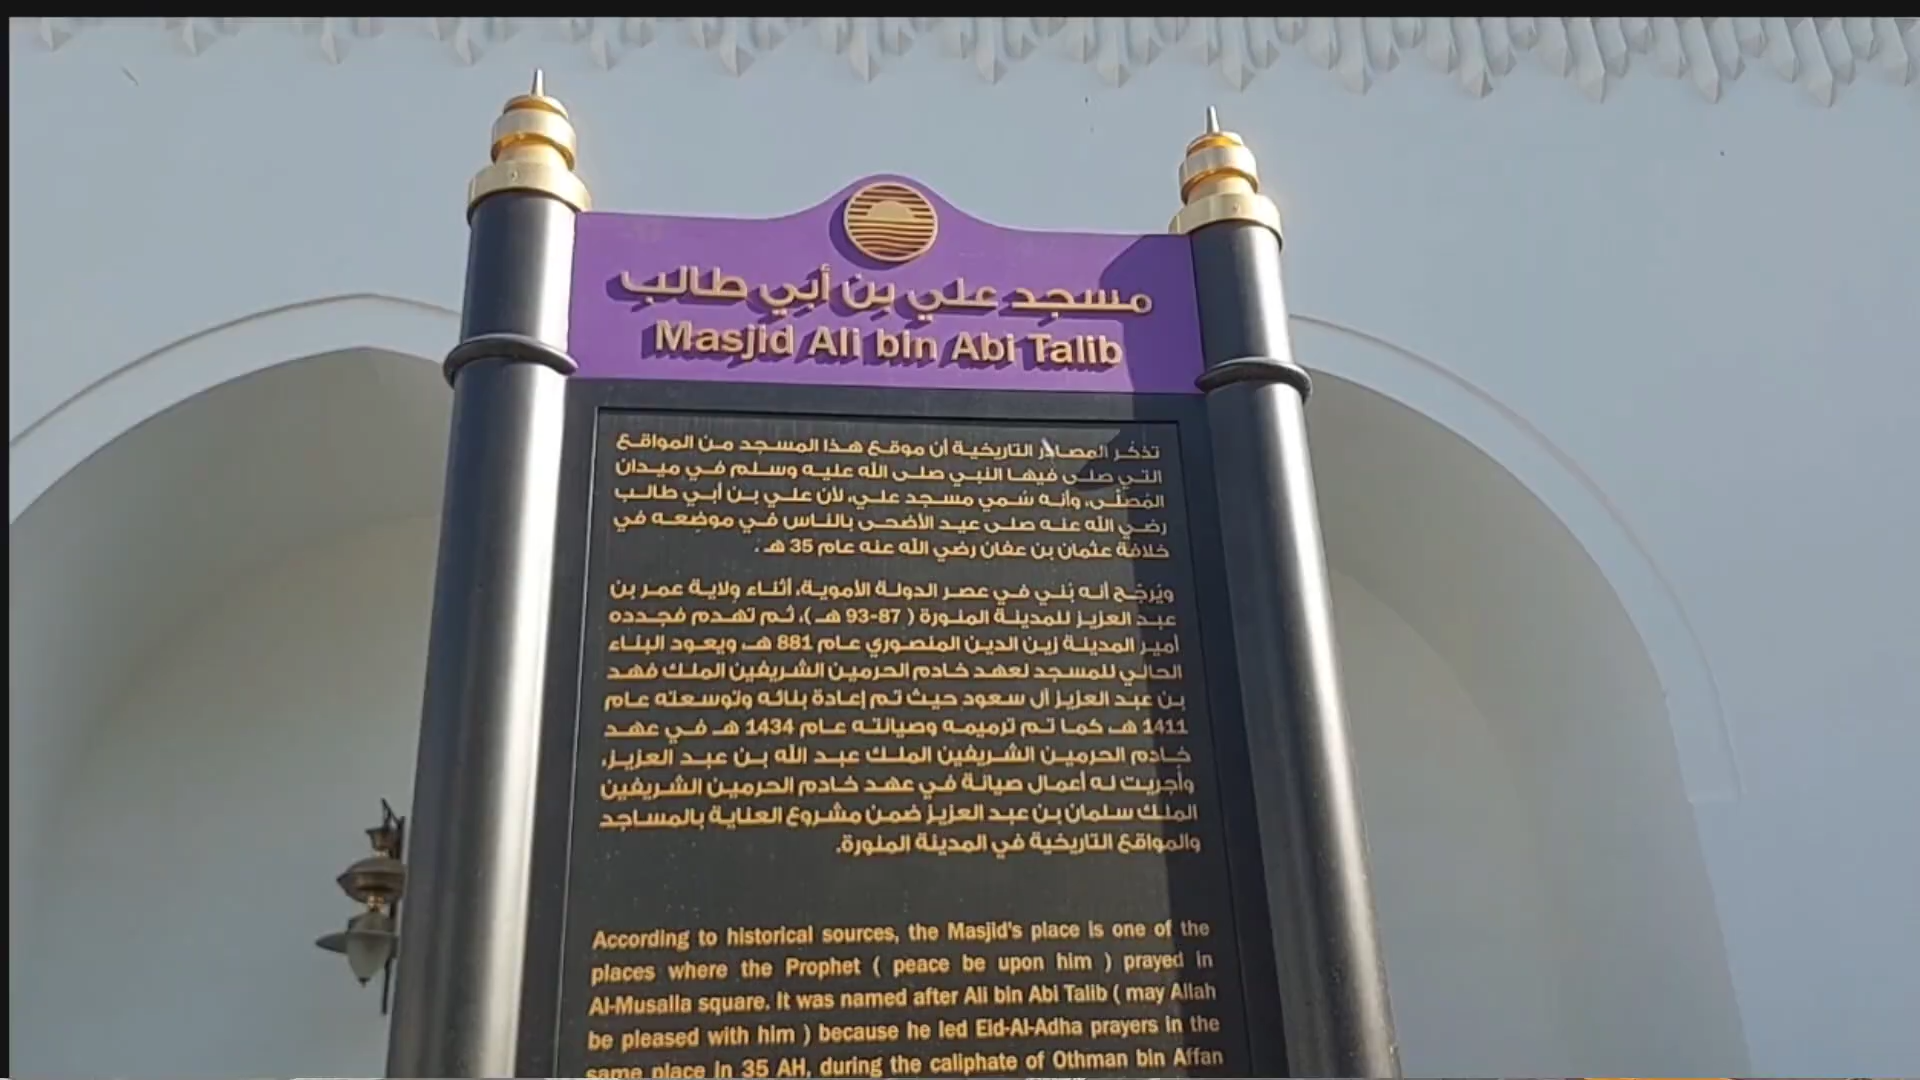 مسجد علي بن أبي طالب
Masjid Ali bin Abi Talib
تذكر المصادر التاريخية أن موقع هذا المسجد من المواقع
التي صلى فيها النبي صلى الله عليه وسلم في ميدان
المُصلّى، وأنه سُمي مسجد علي، لأن علي بن أبي طالب
رضي الله عنه صلى عيد الأضحى بالناس في موضعه في
خلافة عثمان بن عفان رضي الله عنه عام 35 هـ .
ويُرجّح أنه بُني في عصر الدولة الأموية، أثناء ولاية عمر بن
عبد العزيز للمدينة المنورة ( 87-93 هـ )، ثم تهدم فجدده
أمير المدينة زين الدين المنصوري عام 881 هـ، ويعود البناء
الحالي للمسجد لعهد خادم الحرمين الشريفين الملك فهد
بن عبد العزيز آل سعود حيث تم إعادة بنائه وتوسعته عام
1411 هـ، كما تم ترميمه وصيانته عام 1434 هـ في عهد
خادم الحرمين الشريفين الملك عبد الله بن عبد العزيز،
وأُجريت له أعمال صيانة في عهد خادم الحرمين الشريفين
الملك سلمان بن عبد العزيز ضمن مشروع العناية بالمساجد
والمواقع التاريخية في المدينة المنورة.
According to historical sources, the Masjid's place is one of the
places where the Prophet ( peace be upon him ) prayed in
Al-Musalla square. It was named after Ali bin Abi Talib ( may Allah
be pleased with him ) because he led Eid-Al-Adha prayers in the
same place in 35 AH, during the caliphate of Othman bin Affan